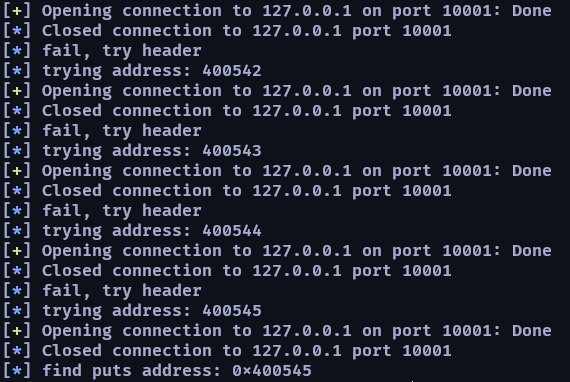 [+] Opening connection to 127.0.0.1 on port 10001: Done
[*] Closed connection to 127.0.0.1 port 10001
[*] fail, try header
[*] trying address: 400542
[+] Opening connection to 127.0.0.1 on port 10001: Done
[*] Closed connection to 127.0.0.1 port 10001
[*] fail, try header
[*] trying address: 400543
[+] Opening connection to 127.0.0.1 on port 10001: Done
[*] Closed connection to 127.0.0.1 port 10001
[*] fail, try header
[*] trying address: 400544
[+] Opening connection to 127.0.0.1 on port 10001: Done
[*] Closed connection to 127.0.0.1 port 10001
[*] fail, try header
[*] trying address: 400545
[+] Opening connection to 127.0.0.1 on port 10001: Done
[*] Closed connection to 127.0.0.1 port 10001
[*] find puts address: 0x400545